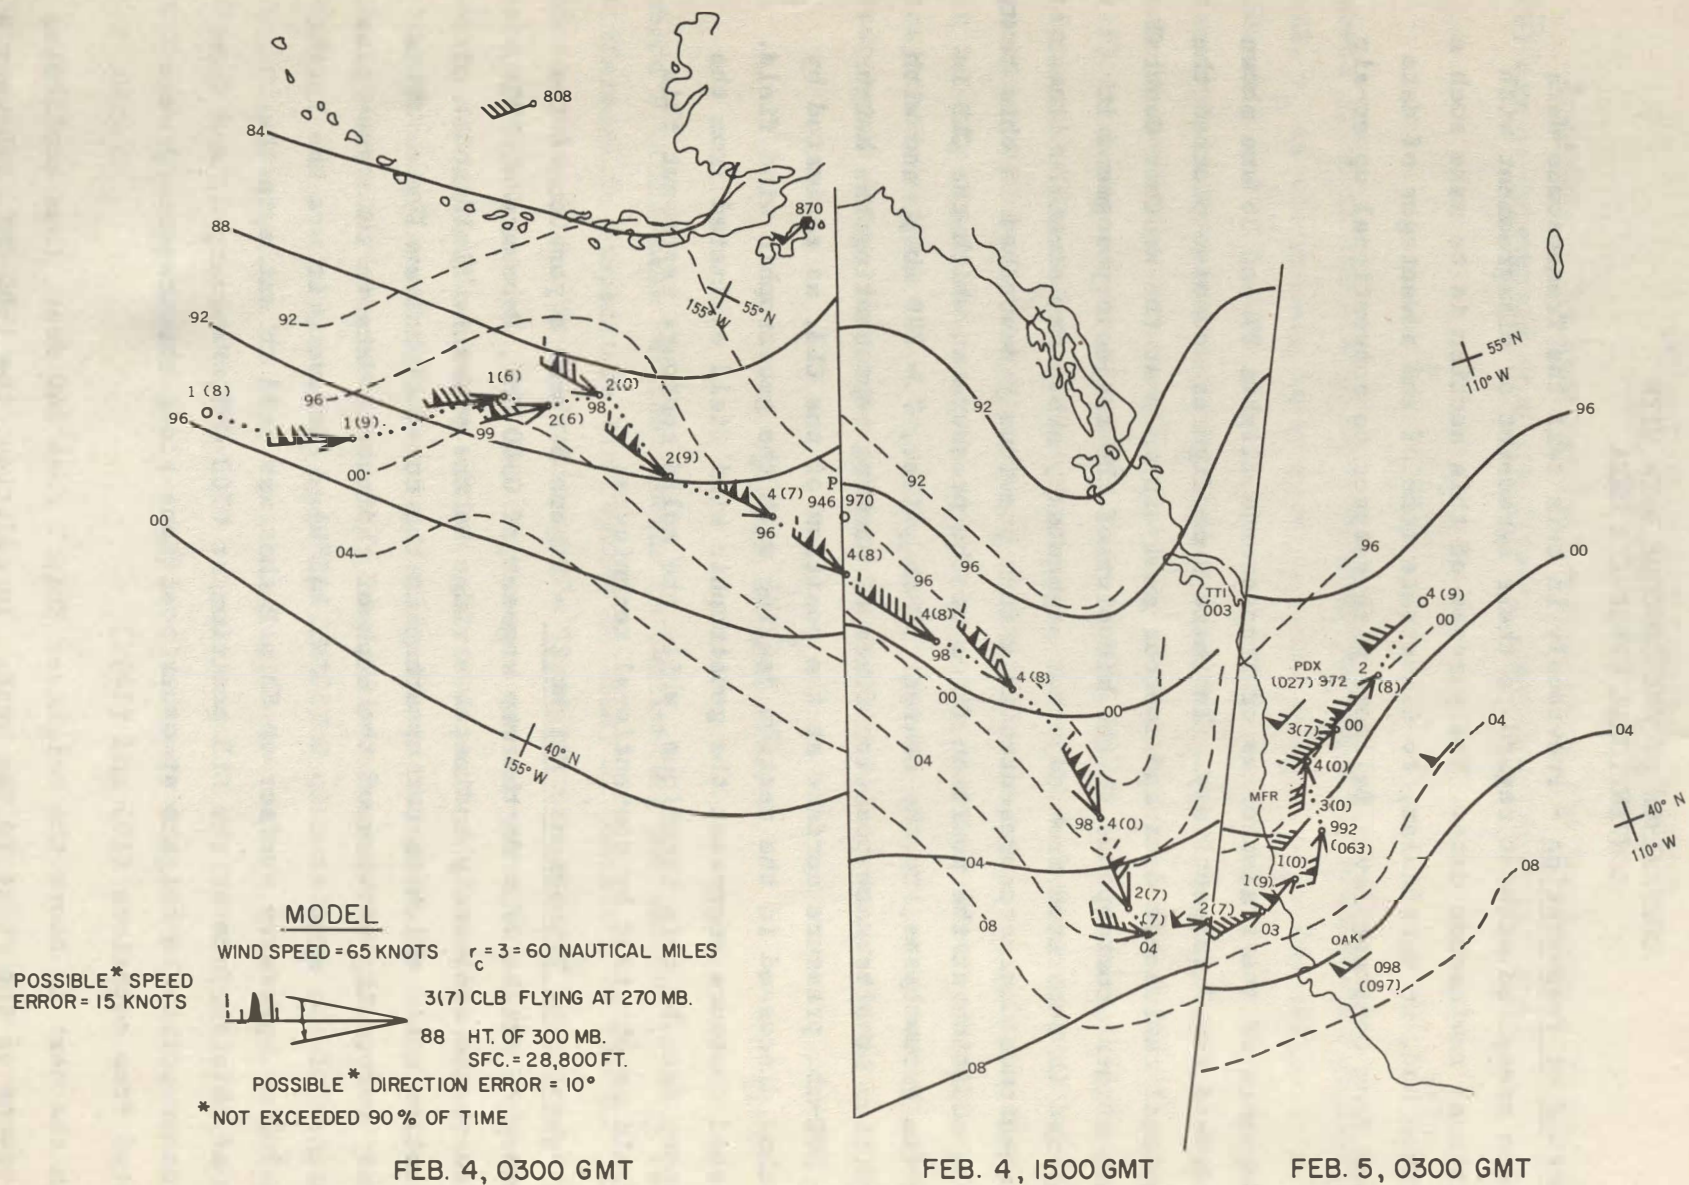 808
84
870
88
55° N
155° W
92
92
55° N
110° W
1 (8)
1(6)
2(0)
96
98
92
96
96
1(9)
99
2(6)
00
2(9)
P
4(7)
946 970
92
96
00
04
96
4(8)
96
96
00
TTI
003
4(8)
98
4 (9)
00
4(8)
PDX
(027) 972
2
(8)
00
00
3(7)
00
04
04
40° N
155° W
04
4(0)
MFR
3(0)
992
(063)
40° N
110° W
98
4(0)
04
1(0)
08
1(9)
2(7)
2(7)
(7)
03
04
OAK
08
098
(097)
08
MODEL
WIND SPEED = 65 KNOTS r c = 3 = 60 NAUTICAL MILES
POSSIBLE* SPEED
ERROR = 15 KNOTS
3(7) CLB FLYING AT 270 MB.
88 HT. OF 300 MB.
SFC. = 28,800 FT.
POSSIBLE* DIRECTION ERROR = 10°
*NOT EXCEEDED 90% OF TIME
FEB. 4, 0300 GMT
FEB. 4, 1500 GMT
FEB. 5, 0300 GMT